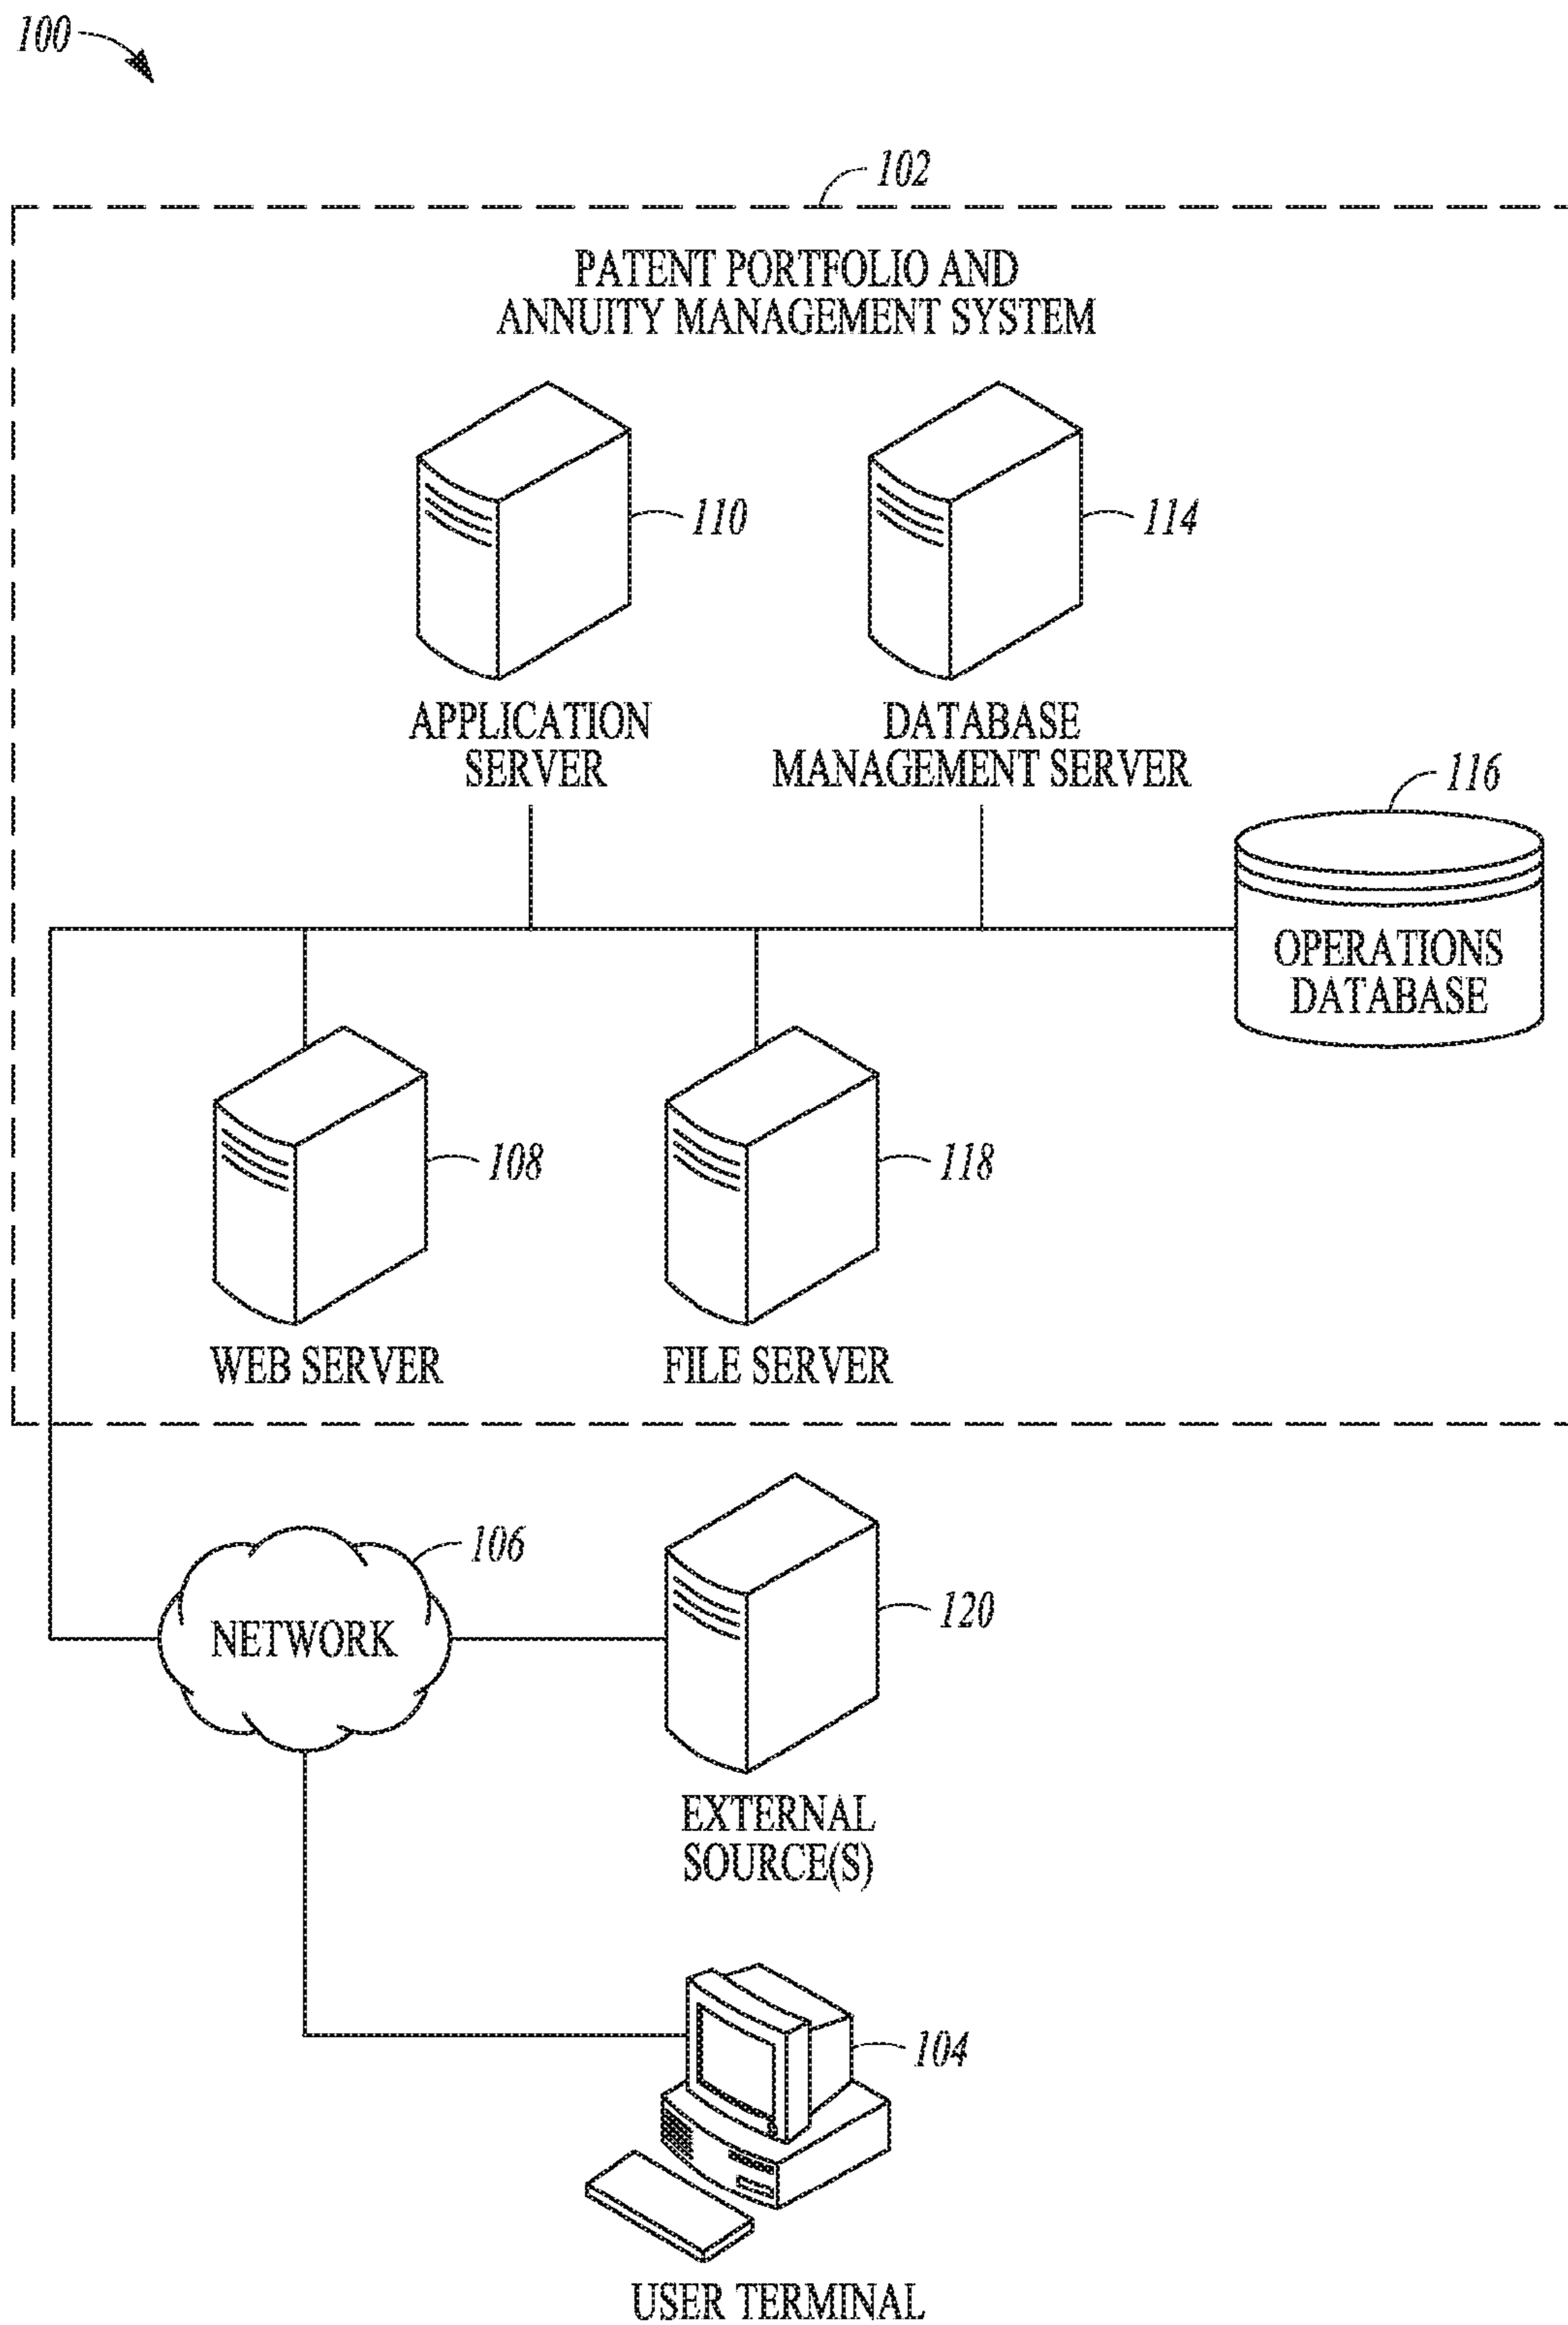 100
102
PATENT PORTFOLIO AND
ANNUITY MANAGEMENT SYSTEM
110
114
APPLICATION
SERVER
DATABASE
MANAGEMENT SERVER
116
OPERATIONS
DATABASE
108
118
WEB SERVER
FILE SERVER
106
NETWORK
120
EXTERNAL
SOURCE(S)
104
USER TERMINAL